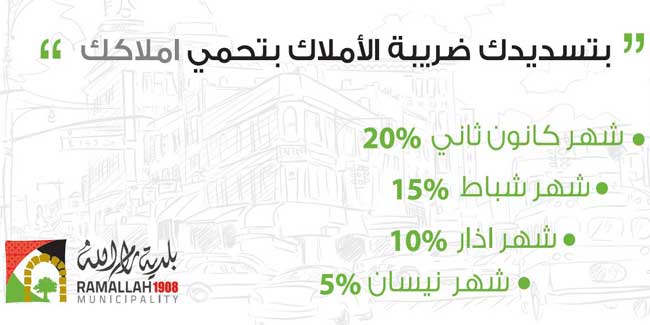 ” بتسديدك ضريبة الأملاك بتحمي املاكك “
• شهر كانون ثاني 20%
• شهر شباط 15%
• شهر اذار 10%
• شهر نيسان 5%
بلدية رام الله
RAMALLAH 1908
MUNICIPALITY